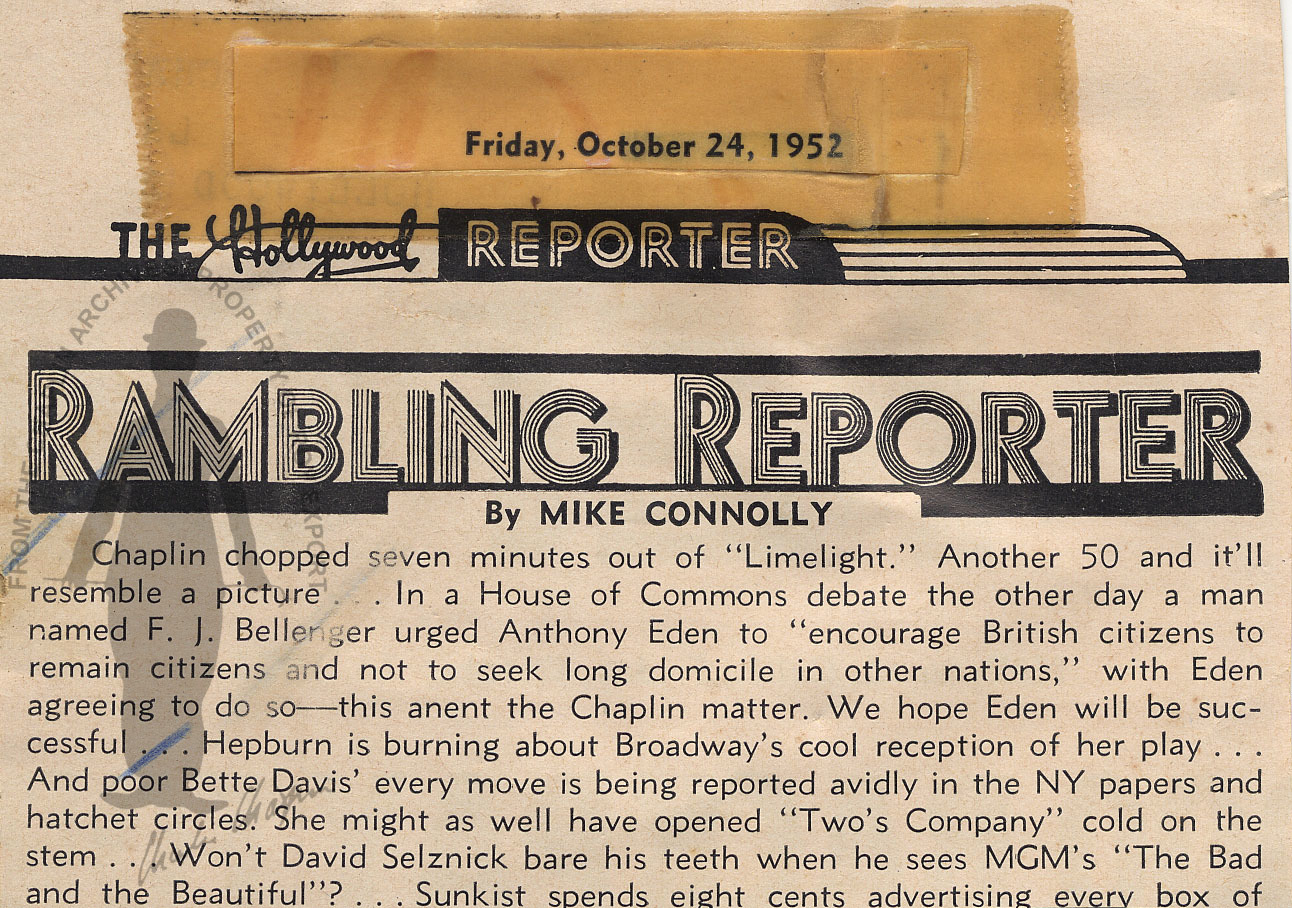 Friday, October 24, 1952
THE Hollywood REPORTER
RAMBLING REPORTER
By MIKE CONNOLLY
Chaplin chopped seven minutes out of “Limelight.” Another 50 and it’ll
resemble a picture . . . In a House of Commons debate the other day a man
named F. J. Bellenger urged Anthony Eden to “encourage British citizens to
remain citizens and not to seek long domicile in other nations,” with Eden
agreeing to do so—this anent the Chaplin matter. We hope Eden will be suc-
cessful . . . Hepburn is burning about Broadway’s cool reception of her play . . .
And poor Bette Davis’ every move is being reported avidly in the NY papers and
hatchet circles. She might as well have opened “Two’s Company” cold on the
stem . . . Won’t David Selznick bare his teeth when he sees MGM’s “The Bad
and the Beautiful”? . . . Sunkist spends eight cents advertising every box of
FROM THE ARCHI PROPERTY EXPORT
Charlie Chaplin